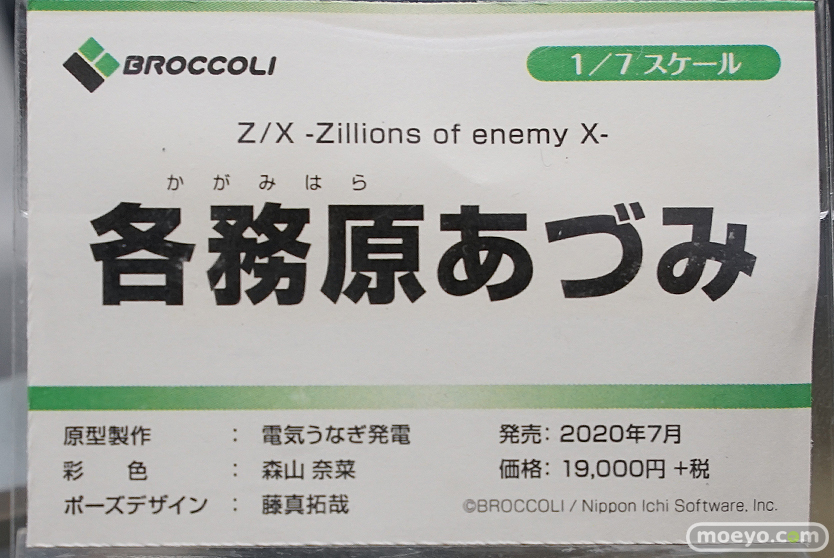 BROCCOLI
1/7スケール
Z/X -Zillions of enemy X-
かがみはら
各務原あづみ
原型製作 : 電気うなぎ発電
発売: 2020年7月
彩 色 : 森山 奈菜
価格: 19,000円 +税
ポーズデザイン : 藤真拓哉
©BROCCOLI / Nippon Ichi Software, Inc.
moeyo.com